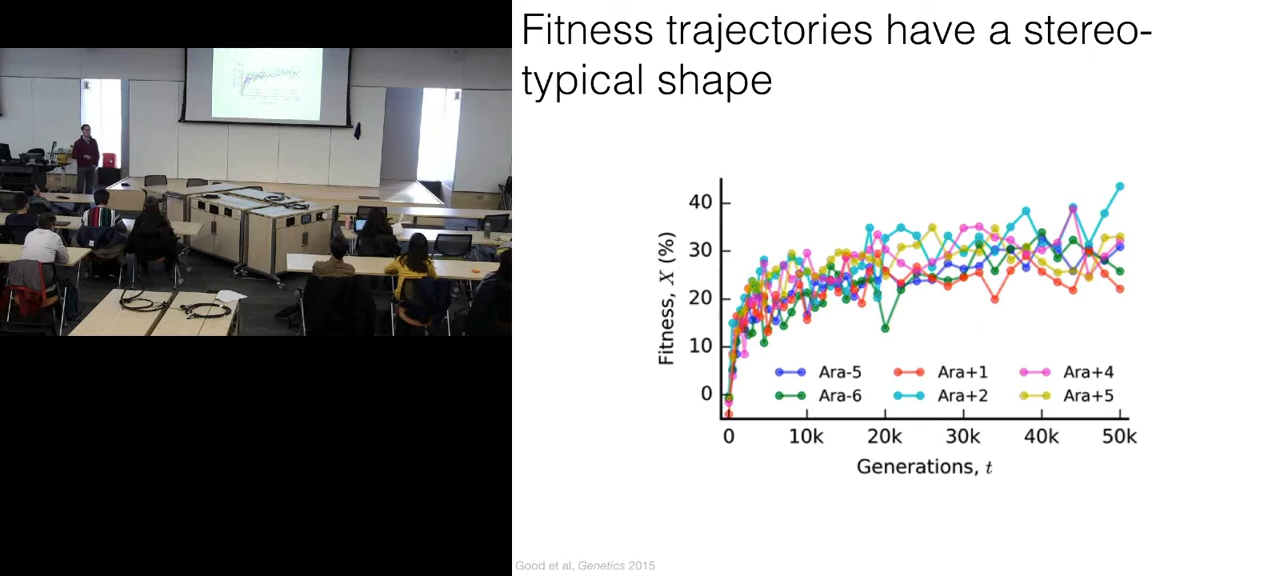 Fitness trajectories have a stereo-
typical shape
40
30
20
10
0
Fitness, X (%)
Ara-5
Ara+1
Ara+4
Ara-6
Ara+2
Ara+5
0
10k
20k
30k
40k
50k
Generations, t
Good et al, Genetics 2015